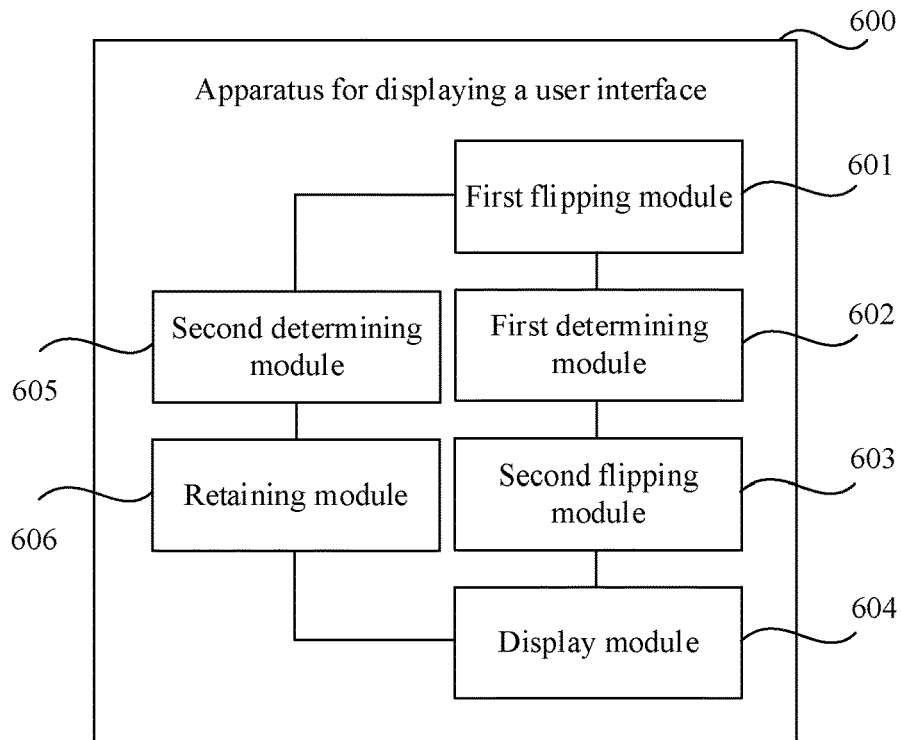 600
Apparatus for displaying a user interface
601
First flipping module
Second determining
module
605
First determining
module
602
Retaining module
606
Second flipping
module
603
Display module
604